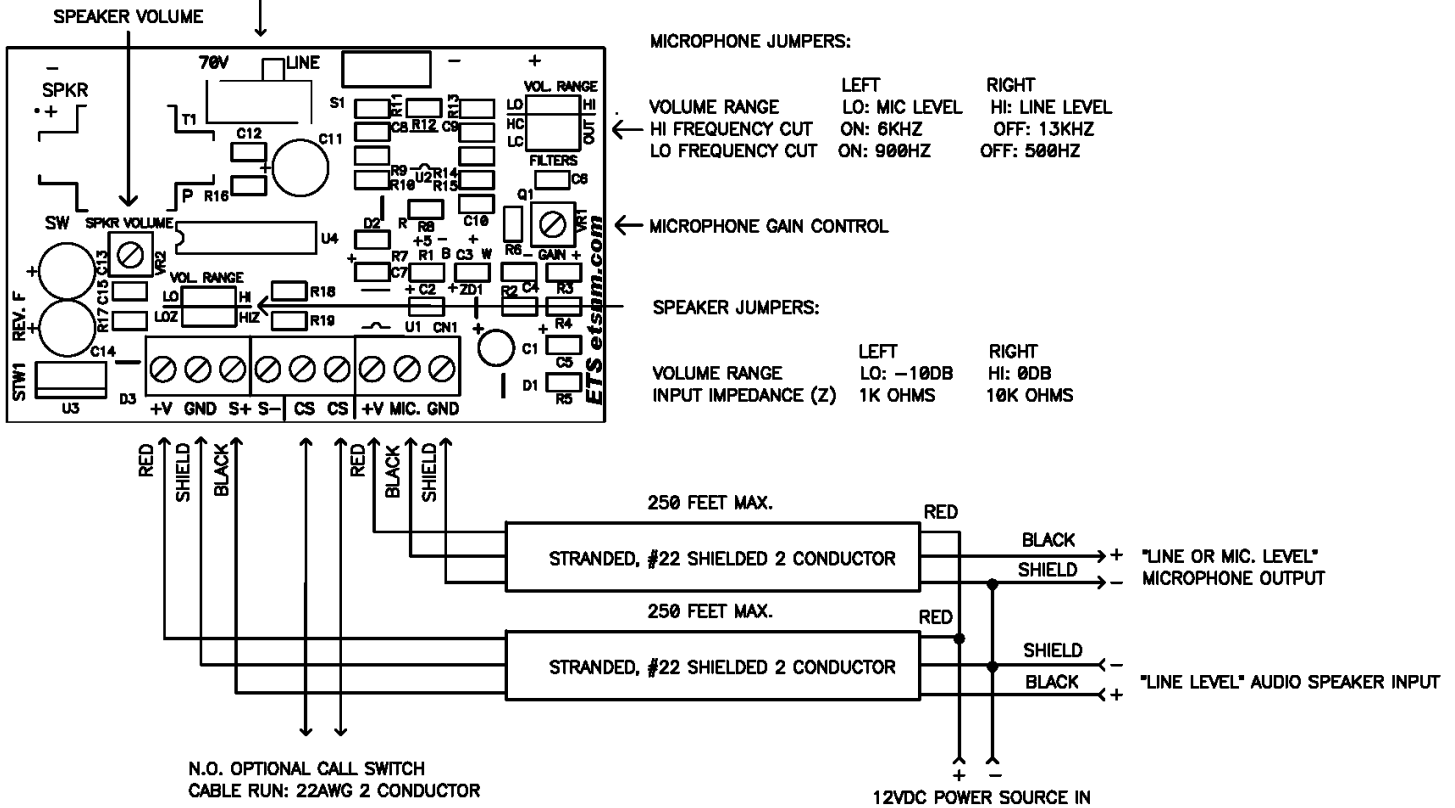 SPEAKER VOLUME
MICROPHONE JUMPERS:
LEFT RIGHT
VOLUME RANGE LO: MIC LEVEL HI: LINE LEVEL
HI FREQUENCY CUT ON: 6KHZ OFF: 13KHZ
LO FREQUENCY CUT ON: 900HZ OFF: 500HZ
MICROPHONE GAIN CONTROL
SPEAKER JUMPERS:
LEFT RIGHT
VOLUME RANGE LO: -10DB HI: 0DB
INPUT IMPEDANCE (Z) 1K OHMS 10K OHMS
- 70V LINE - +
SPKR
+
T1
S1
VOL. RANGE
LO HI
HC
LC
OUT
FILTERS
R11
R12
R13
C8
C9
C12
C11
+
R16
P
R9
R10
U2
R14
R15
C6
Q1
VR1
SW
SPKR VOLUME
U4
D2
R
R8
C10
R6
- GAIN +
+5 - +
R7 R1 B C3 W
C13
VR2
+
C7
+ C2
+ ZD1
R2
C4
R3
VOL. RANGE
LO HI
LOZ HIZ
C15
R17
R18
R19
U1 CN1
+
R4
REV. F
+
+
C14
C1
+
C5
D1
R5
STW1
U3
D3
ETS etsnm.com
+V GND S+ S- CS CS +V MIC. GND
RED
SHIELD
BLACK
RED
BLACK
SHIELD
250 FEET MAX.
RED
STRANDED, #22 SHIELDED 2 CONDUCTOR
BLACK
+ "LINE OR MIC. LEVEL"
SHIELD
- MICROPHONE OUTPUT
250 FEET MAX.
RED
STRANDED, #22 SHIELDED 2 CONDUCTOR
SHIELD
-
BLACK
+ "LINE LEVEL" AUDIO SPEAKER INPUT
N.O. OPTIONAL CALL SWITCH
CABLE RUN: 22AWG 2 CONDUCTOR
+ -
12VDC POWER SOURCE IN